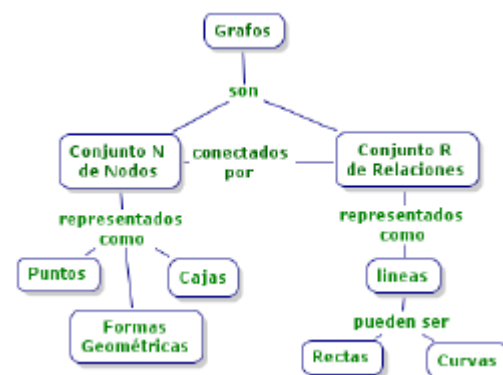 Grafos
son
Conjunto N
de Nodos
conectados
por
Conjunto R
de Relaciones
representados
como
representados
como
Puntos
Cajas
lineas
Formas
Geométricas
pueden ser
Rectas
Curvas